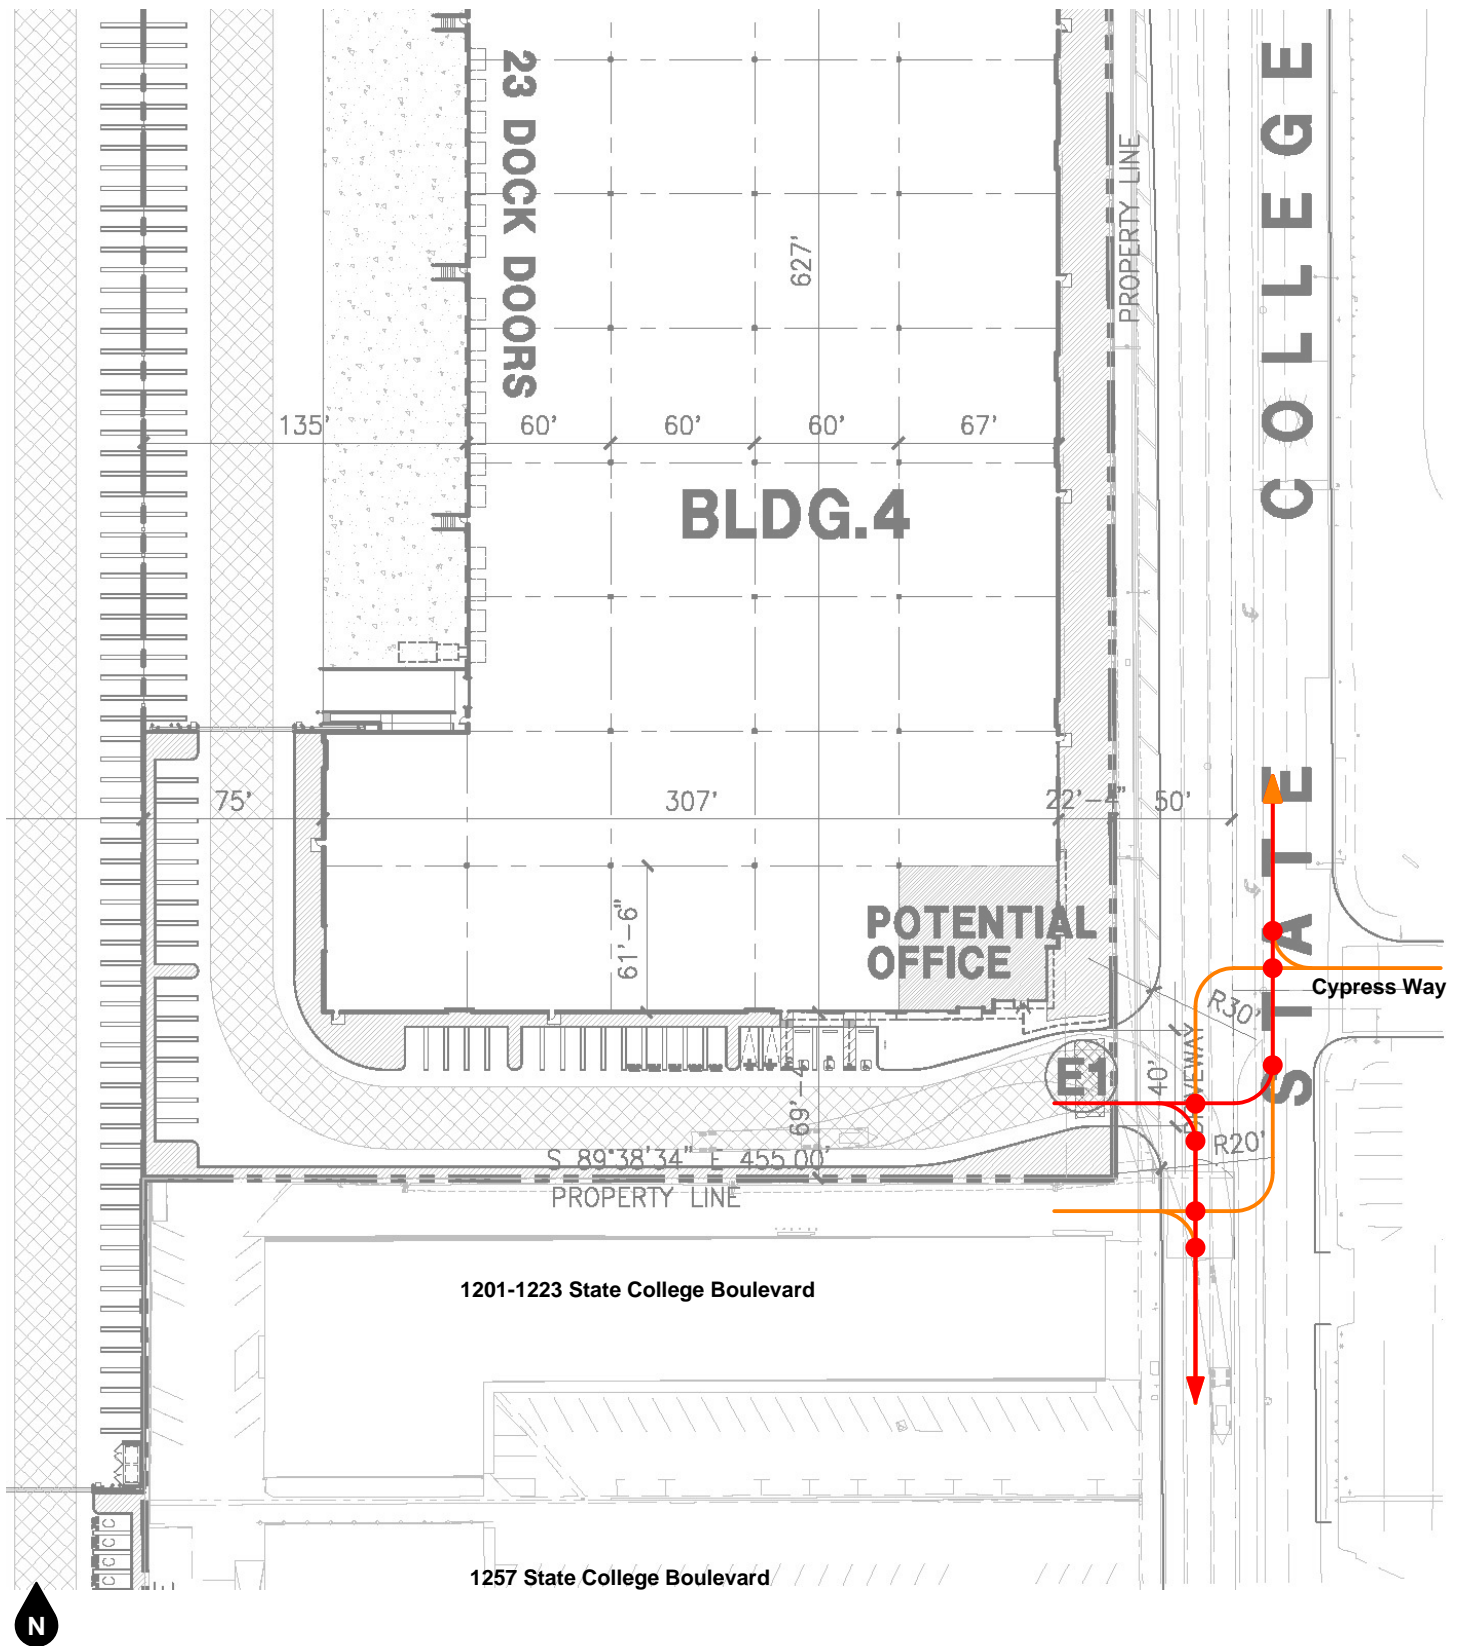 23 DOCK DOORS
627'
PROPERTY LINE
STATE COLLEGE
135'
60'
60'
60'
67'
BLDG.4
75'
307'
22'-4"
50'
61'-6"
POTENTIAL
OFFICE
Cypress Way
R30'
E1
40'
DRIVEWAY
69'-4"
R20'
S 89°38'34" E 455.00'
PROPERTY LINE
1201-1223 State College Boulevard
1257 State College Boulevard
C
C
C
C
N